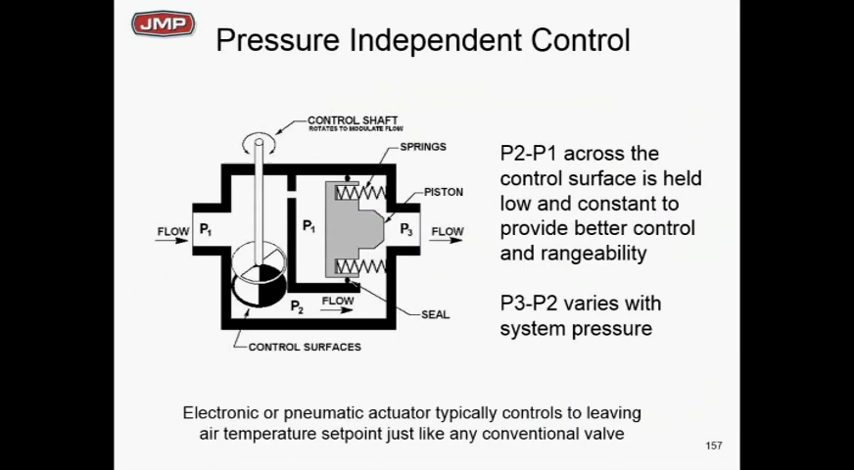 JMP
Pressure Independent Control
CONTROL SHAFT
ROTATES TO MODULATE FLOW
SPRINGS
PISTON
FLOW
P1
P1
P3
FLOW
P2
FLOW
SEAL
CONTROL SURFACES
P2-P1 across the
control surface is held
low and constant to
provide better control
and rangeability
P3-P2 varies with
system pressure
Electronic or pneumatic actuator typically controls to leaving
air temperature setpoint just like any conventional valve
157